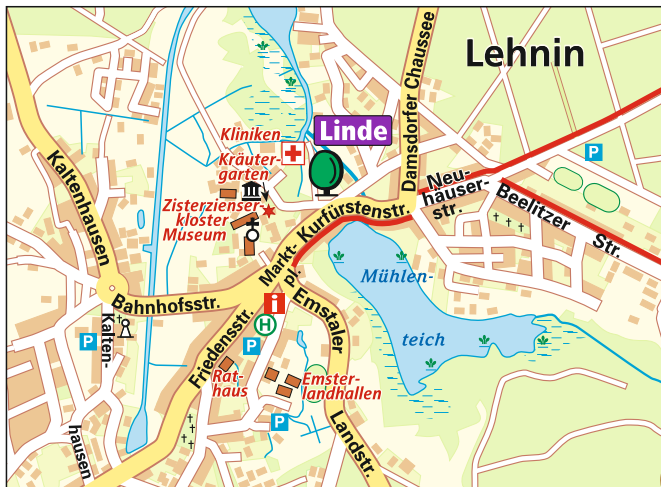 Lehnin
Linde
Kliniken
Kräuter-
garten
Zisterzienser-
kloster
Museum
Kaltenhausen
Damsdorfer Chaussee
P
Neu-
häuser-
str.
Beelitzer Str.
Kurfürstenstr.
Markt-
pl.
Mühlen-
teich
Bahnhofsstr.
i
H
P
Kalten-
hausen
P
Friedensstr.
Emstaler
Landstr.
Rat-
haus
Emster-
landhallen
P